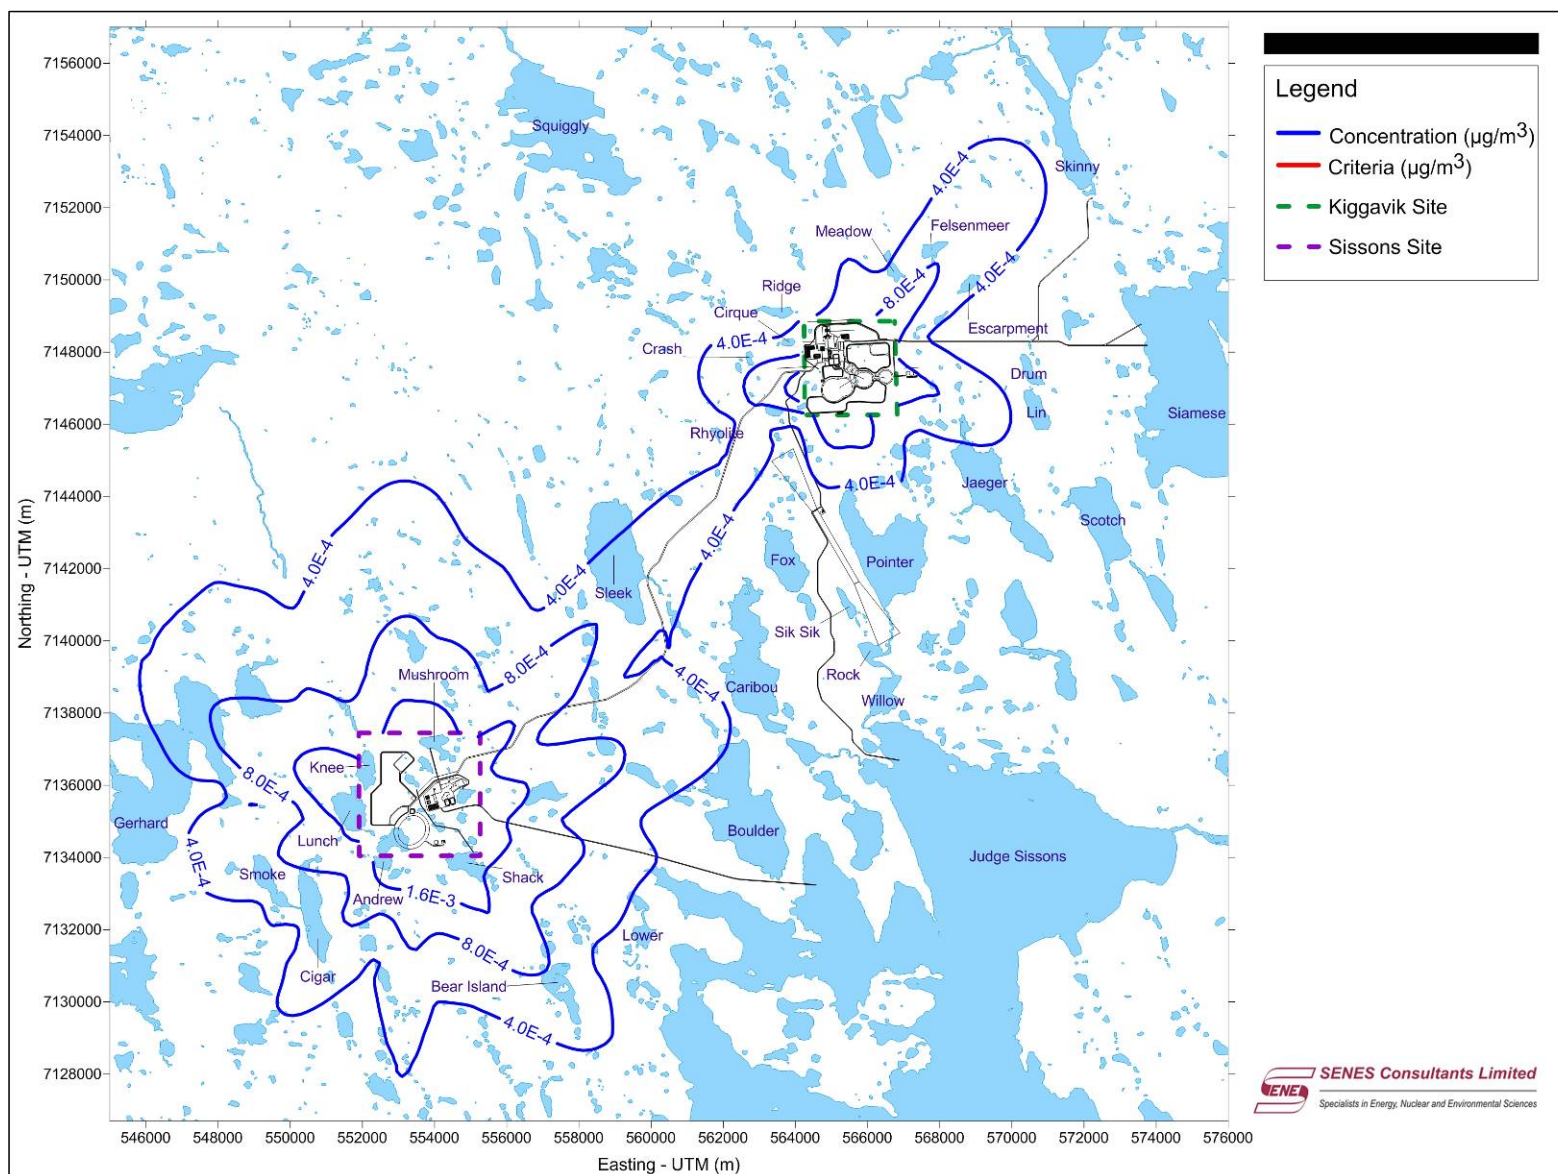 7156000
7154000
7152000
7150000
7148000
7146000
7144000
7142000
7140000
7138000
7136000
7134000
7132000
7130000
7128000
Northing - UTM (m)
546000 548000 550000 552000 554000 556000 558000 560000 562000 564000 566000 568000 570000 572000 574000 576000
Easting - UTM (m)
Squiggly
Skinny
4.0E-4
Meadow
Felsenmeer
4.0E-4
8.0E-4
Ridge
Cirque
Escarpment
4.0E-4
Crash
Drum
Lin
Siamese
Rhyolite
4.0E-4
Jaeger
Scotch
4.0E-4
4.0E-4
4.0E-4
Fox
Pointer
Sleek
Sik Sik
8.0E-4
Mushroom
4.0E-4
Rock
Caribou
Willow
Knee
8.0E-4
Gerhard
Lunch
Boulder
Judge Sissons
4.0E-4
Smoke
Shack
Andrew
1.6E-3
Lower
8.0E-4
Cigar
Bear Island
4.0E-4
Legend
Concentration (µg/m3)
Criteria (µg/m3)
Kiggavik Site
Sissons Site
SENES
SENES Consultants Limited
Specialists in Energy, Nuclear and Environmental Sciences